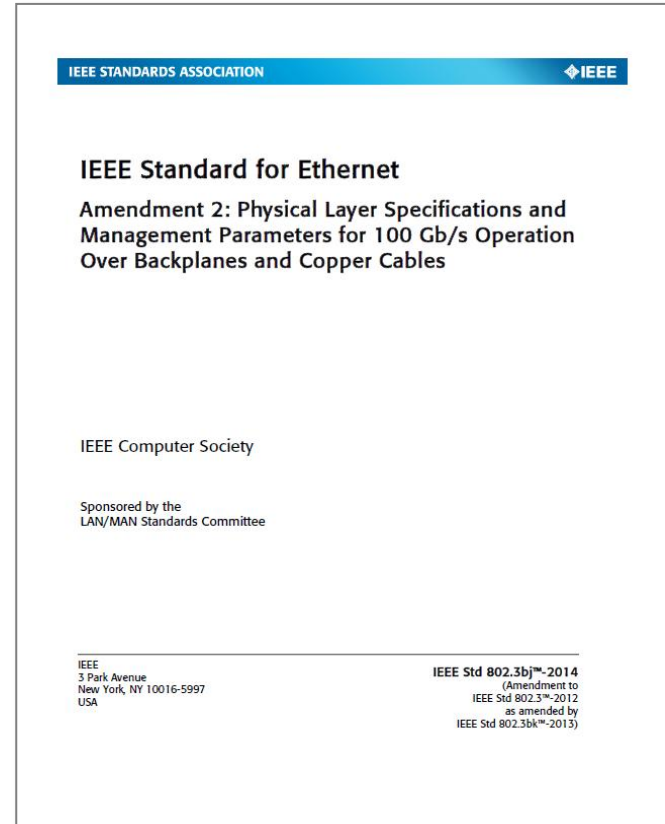 IEEE STANDARDS ASSOCIATION
IEEE
IEEE Standard for Ethernet
Amendment 2: Physical Layer Specifications and
Management Parameters for 100 Gb/s Operation
Over Backplanes and Copper Cables
IEEE Computer Society
Sponsored by the
LAN/MAN Standards Committee
IEEE
3 Park Avenue
New York, NY 10016-5997
USA
IEEE Std 802.3bj™-2014
(Amendment to
IEEE Std 802.3™-2012
as amended by
IEEE Std 802.3bk™-2013)